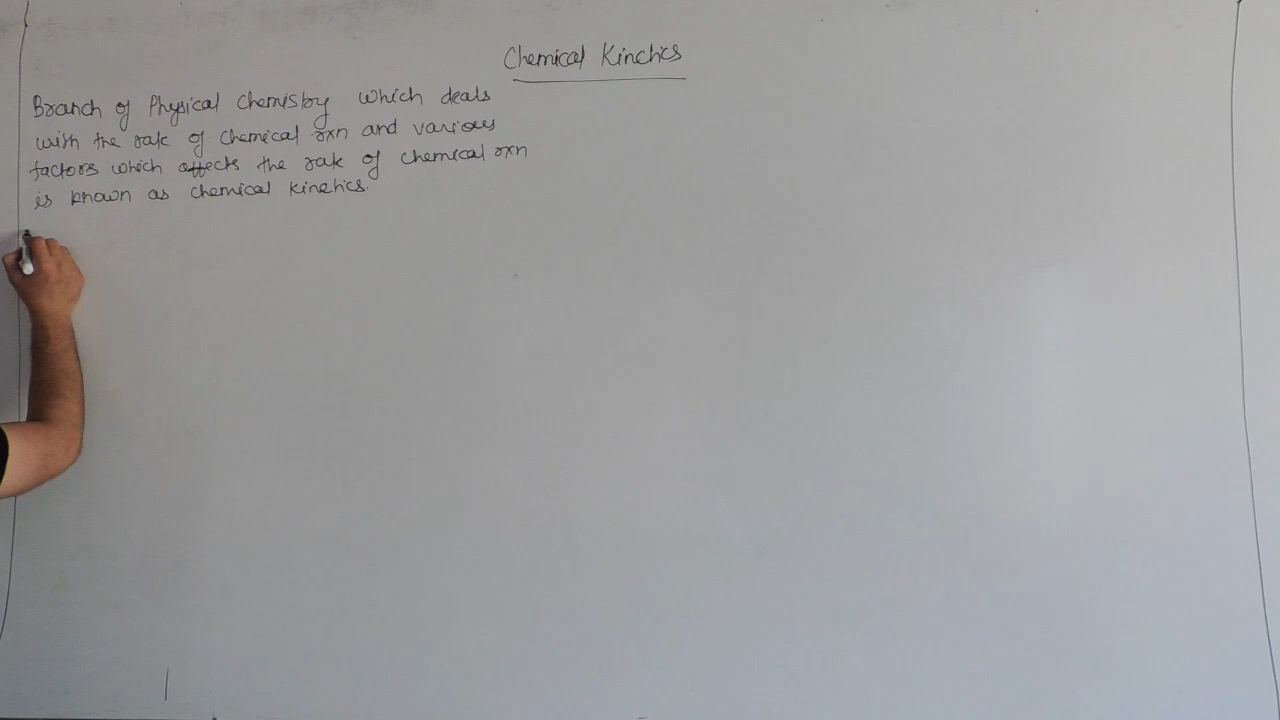 Chemical Kinetics
Branch of Physical Chemistry which deals
with the rate of chemical rxn and various
factors which affects the rate of chemical rxn
is known as chemical kinetics.